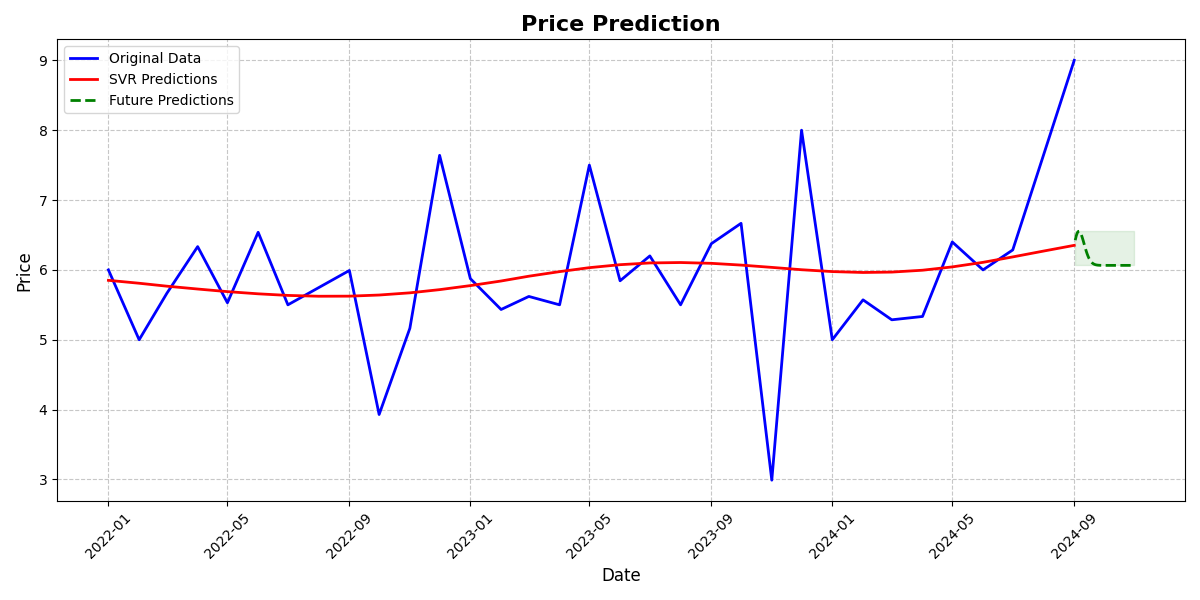 Price Prediction
Original Data
SVR Predictions
Future Predictions
Price
9
8
7
6
5
4
3
2022-01
2022-05
2022-09
2023-01
2023-05
2023-09
2024-01
2024-05
2024-09
Date